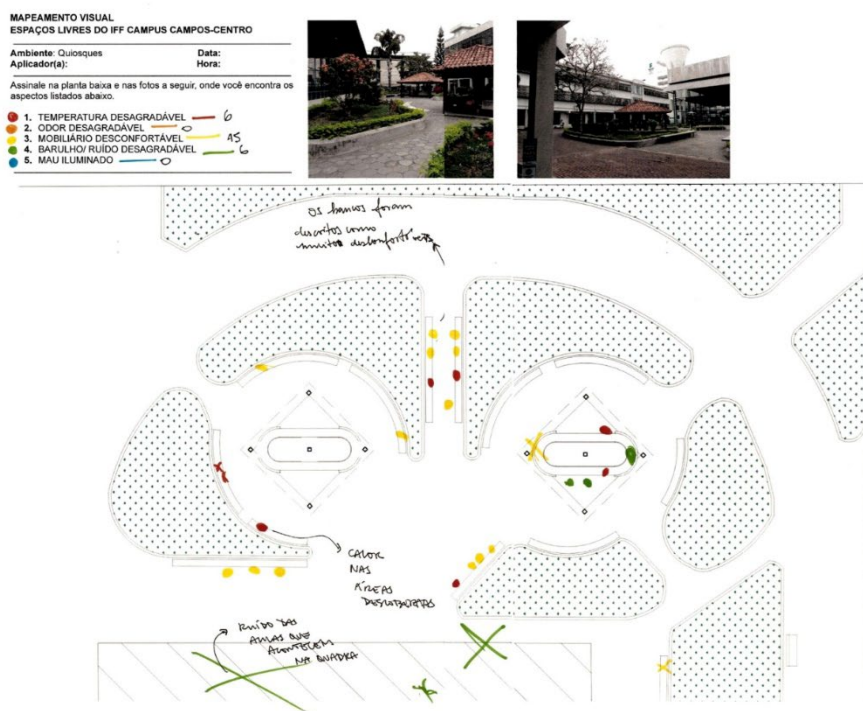 MAPEAMENTO VISUAL
ESPAÇOS LIVRES DO IFF CAMPUS CAMPOS-CENTRO
Ambiente: Quiosques Data:
Aplicador(a): Hora:
Assinale na planta baixa e nas fotos a seguir, onde você encontra os
aspectos listados abaixo.
1. TEMPERATURA DESAGRADÁVEL 6
2. ODOR DESAGRADÁVEL 0
3. MOBILIÁRIO DESCONFORTÁVEL 15
4. BARULHO/ RUÍDO DESAGRADÁVEL 6
5. MAU ILUMINADO 0
os bancos foram
descritos como
muitos desconfortáveis
CALOR
NAS
ÁREAS
DESCOBERTAS
RUÍDO DAS
AULAS QUE
ACONTECEM
NA QUADRA